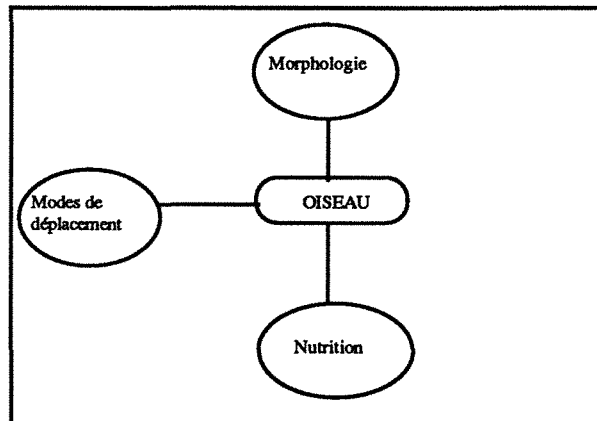 Morphologie
OISEAU
Modes de
déplacement
Nutrition